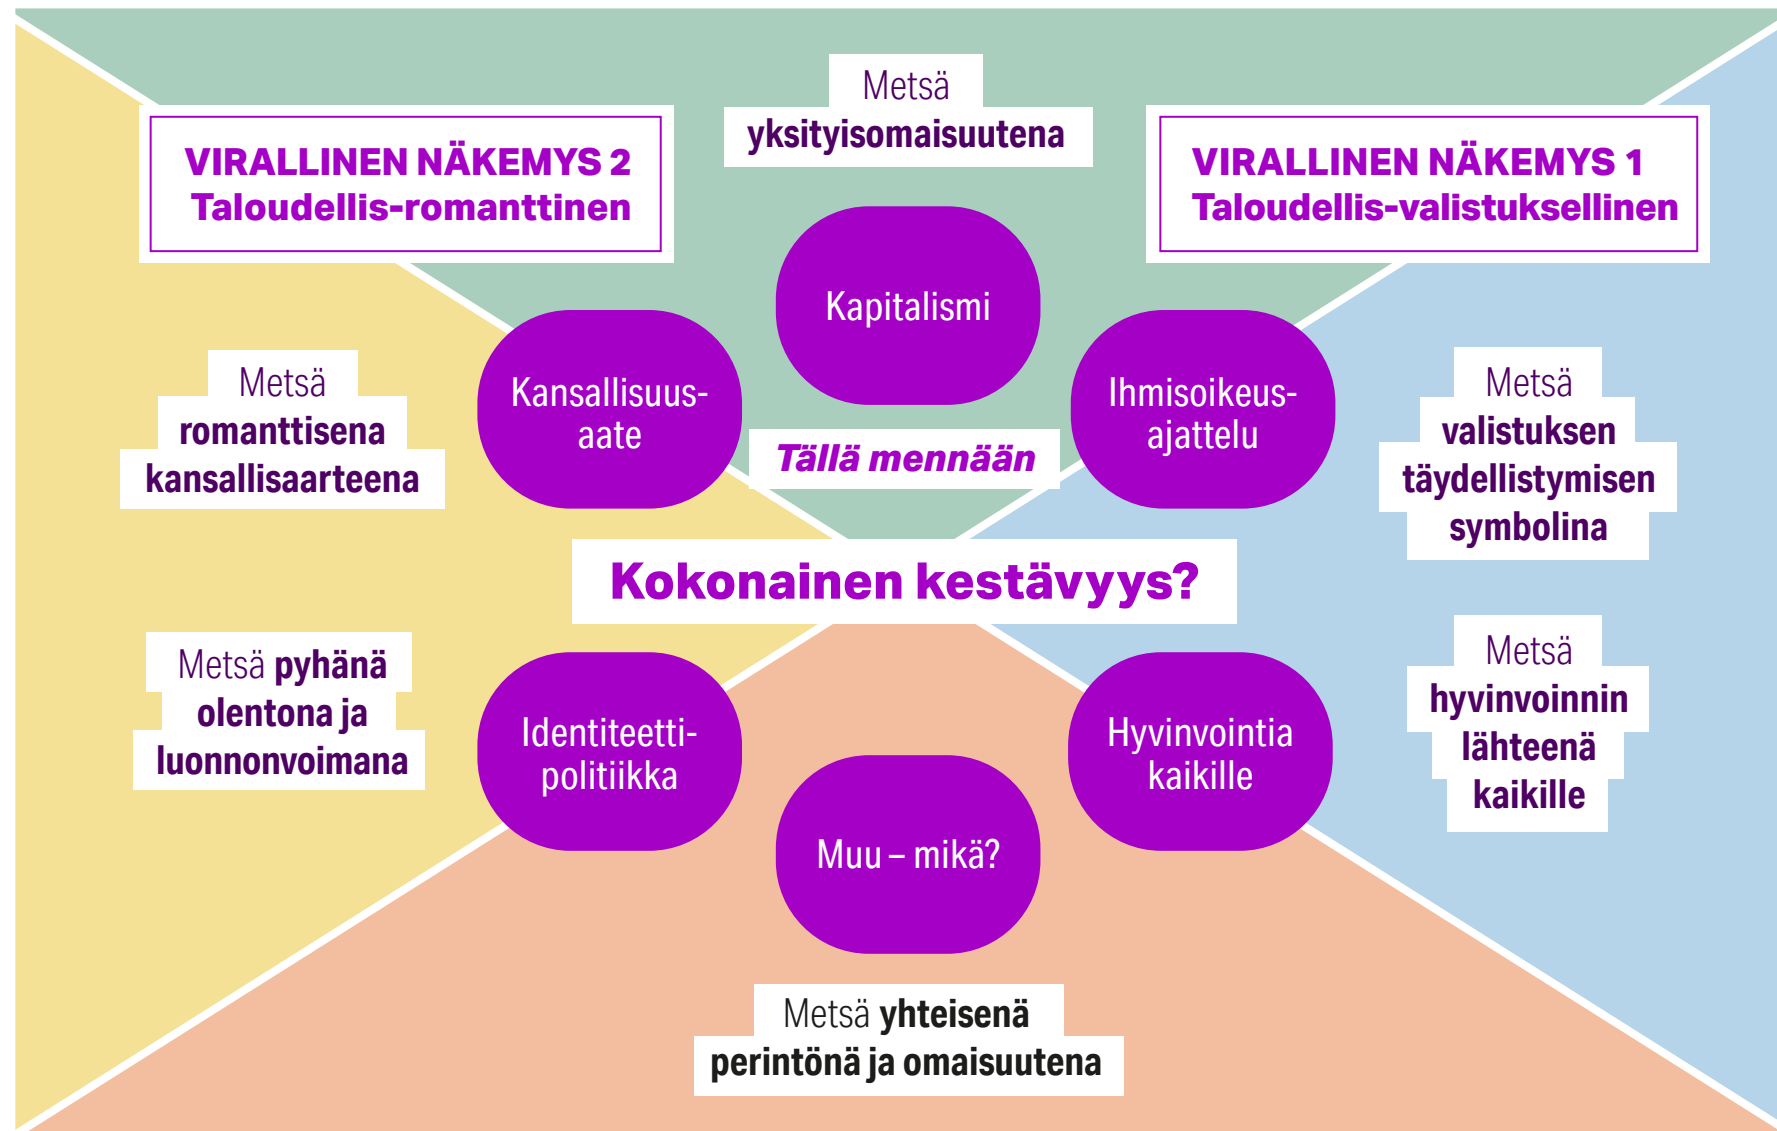 Metsä
yksityisomaisuutena
VIRALLINEN NÄKEMYS 2
Taloudellis-romanttinen
VIRALLINEN NÄKEMYS 1
Taloudellis-valistuksellinen
Kapitalismi
Metsä
romanttisena
kansallisaarteena
Kansallisuus-
aate
Tällä mennään
Ihmisoikeus-
ajattelu
Metsä
valistuksen
täydellistymisen
symbolina
Kokonainen kestävyys?
Metsä pyhänä
olentona ja
luonnonvoimana
Identiteetti-
politiikka
Muu – mikä?
Hyvinvointia
kaikille
Metsä
hyvinvoinnin
lähteenä
kaikille
Metsä yhteisenä
perintönä ja omaisuutena